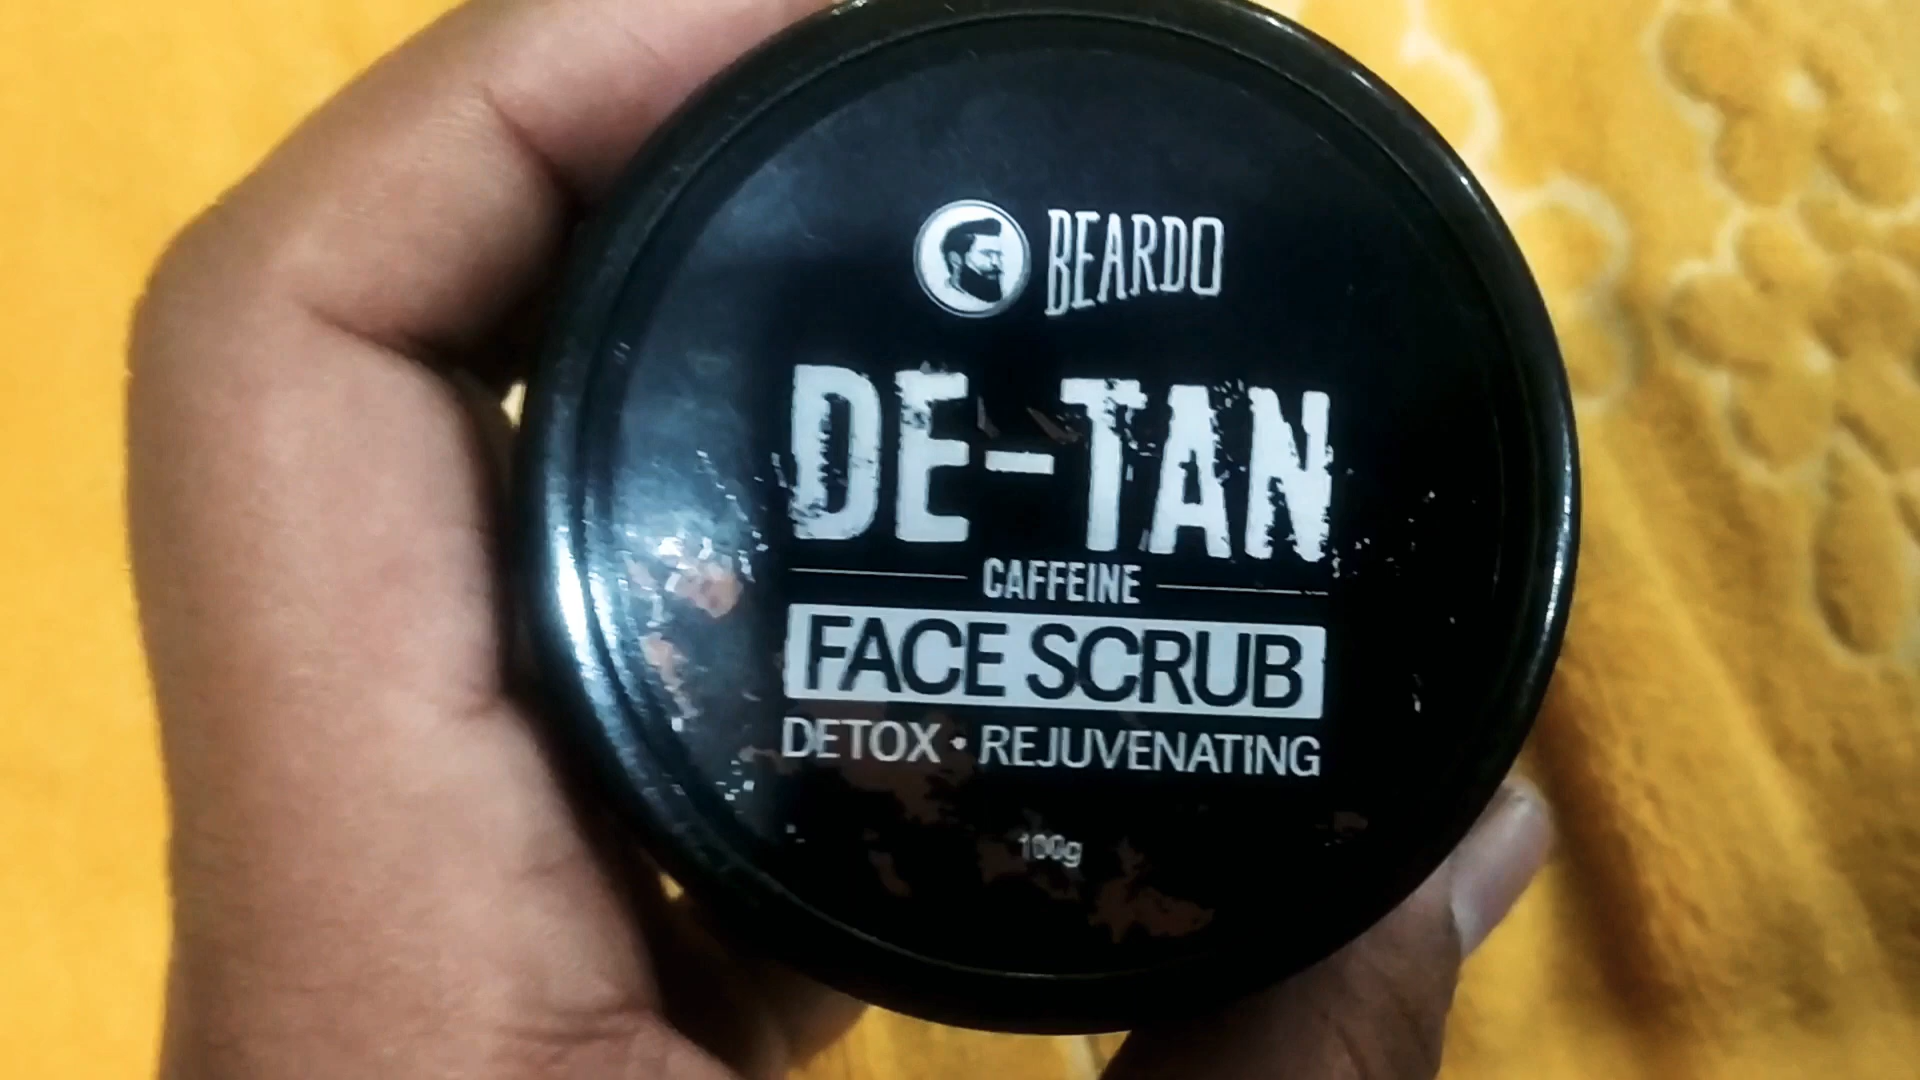 BEARDO
DE-TAN
CAFFEINE
FACE SCRUB
DETOX • REJUVENATING
100g